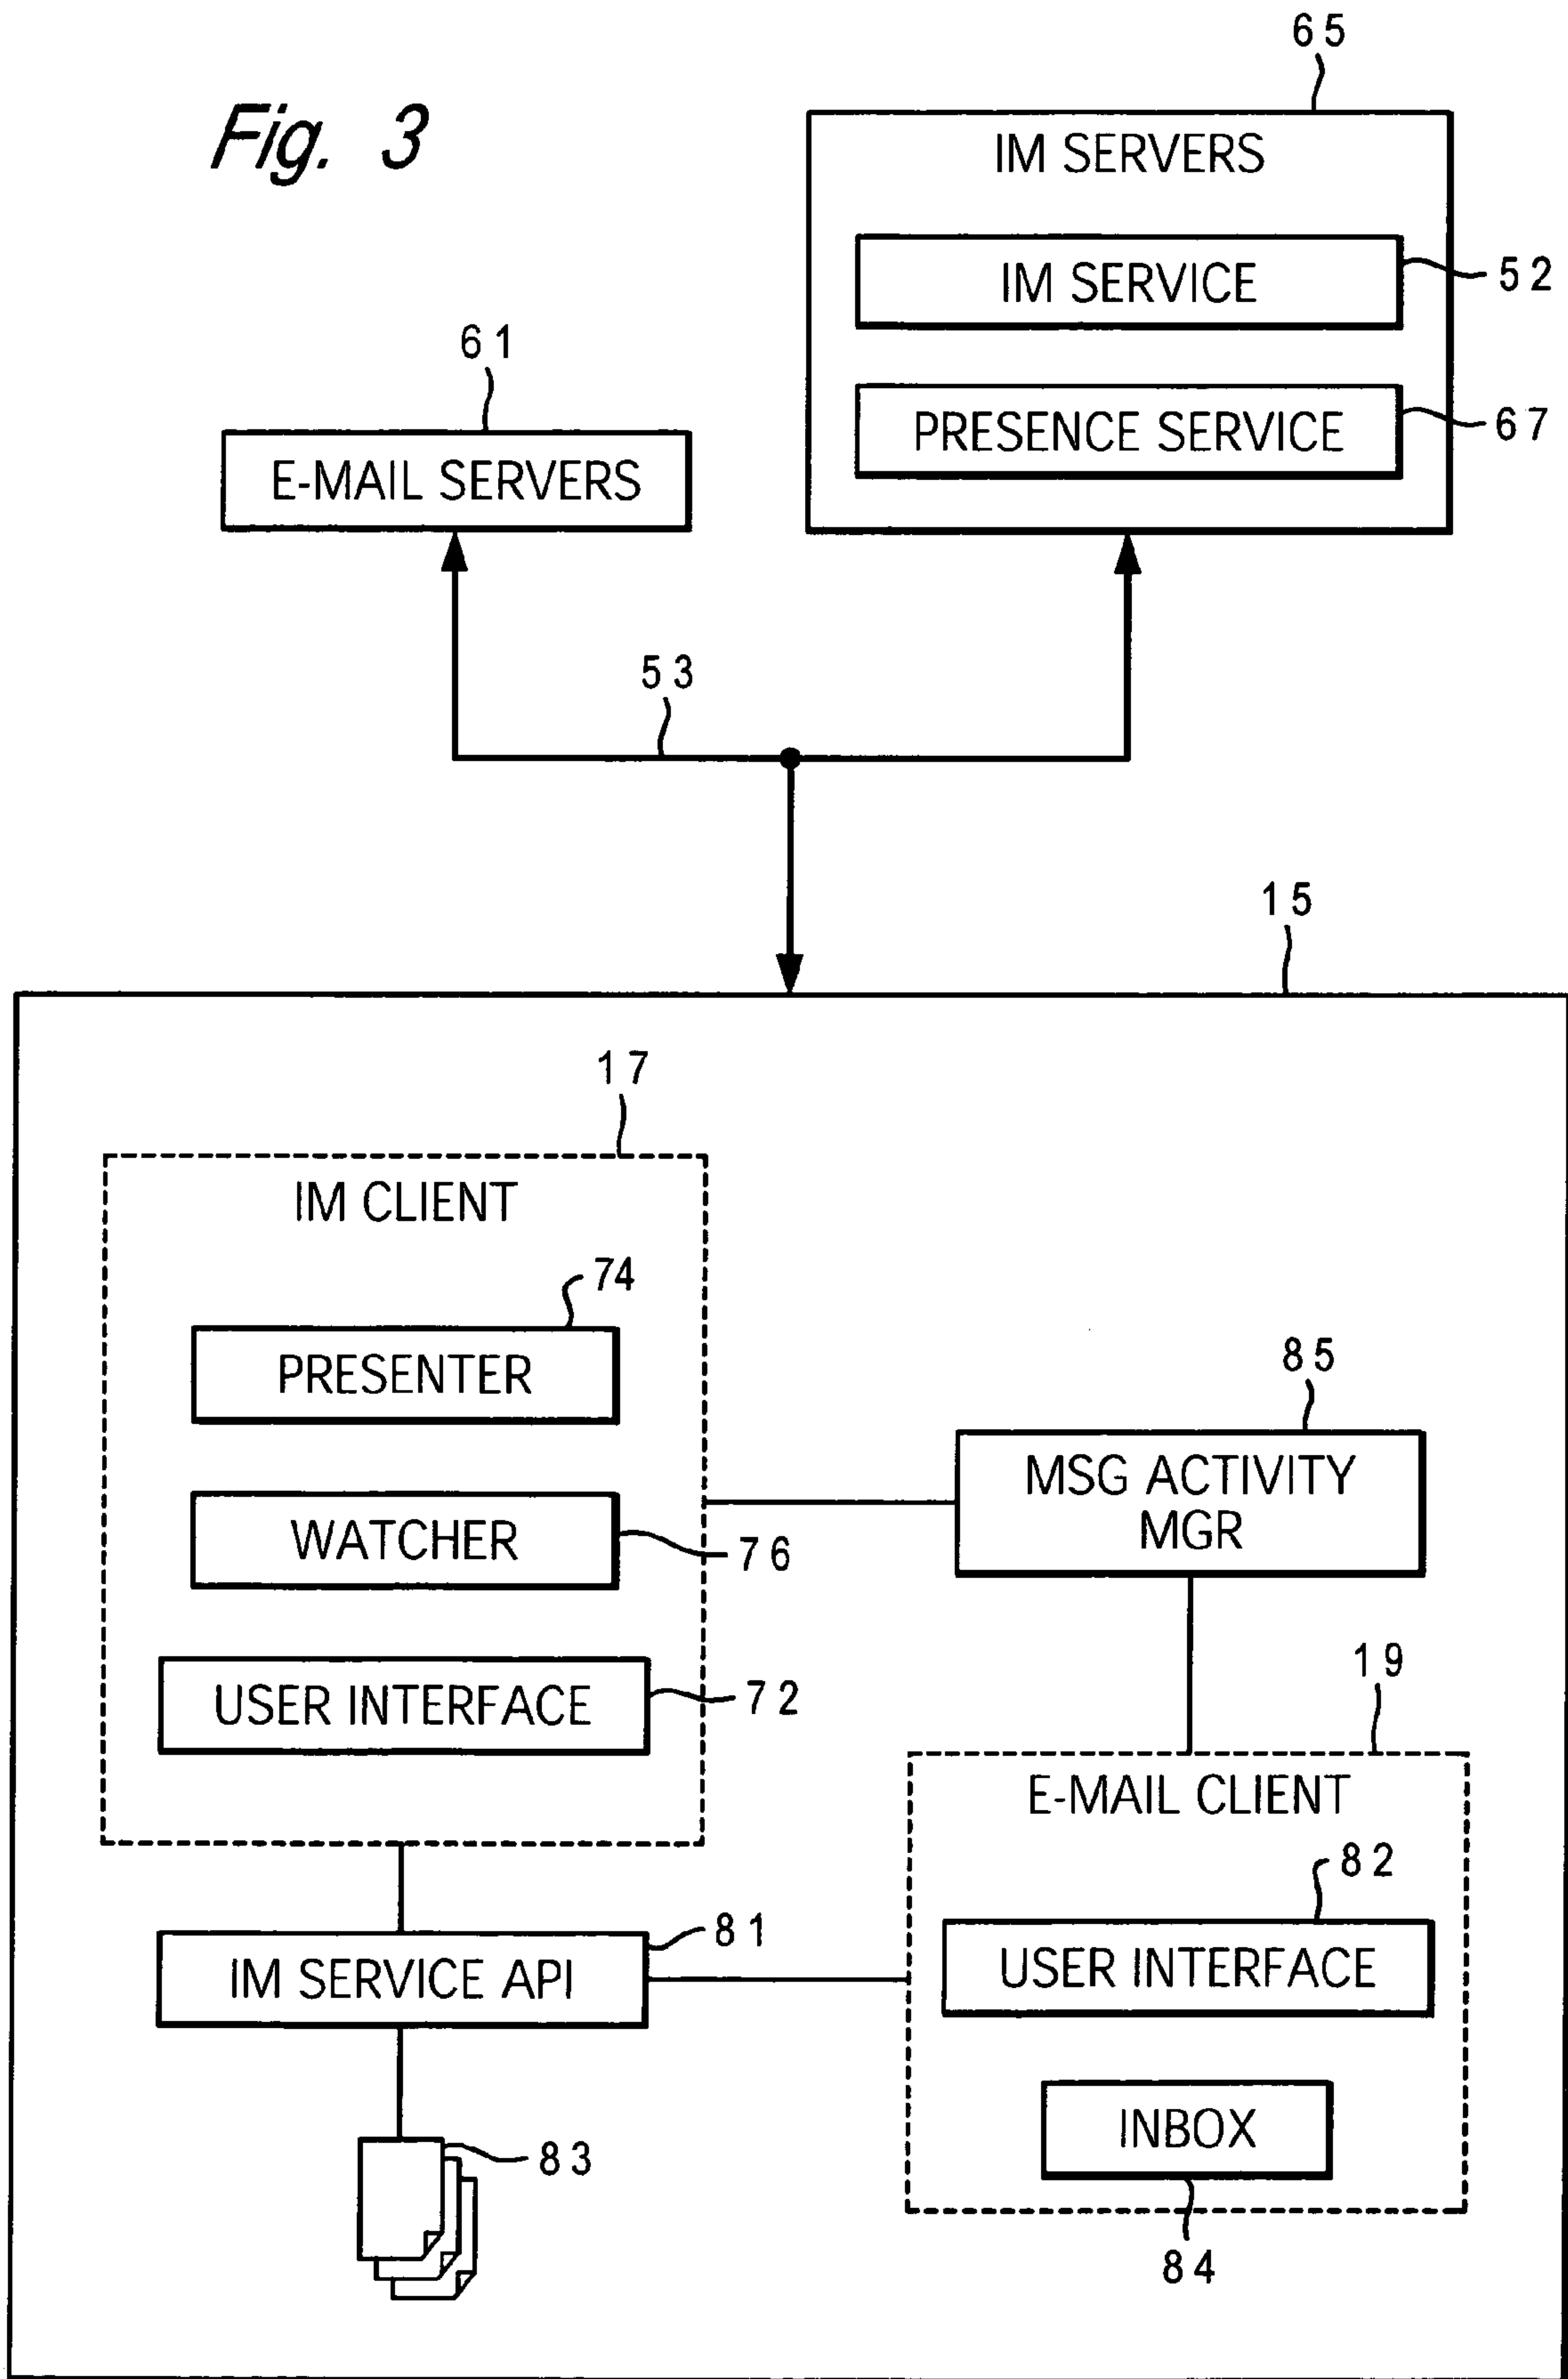 65
Fig. 3
IM SERVERS
IM SERVICE
52
61
PRESENCE SERVICE
67
E-MAIL SERVERS
53
15
17
IM CLIENT
74
PRESENTER
85
MSG ACTIVITY
MGR
WATCHER
76
19
USER INTERFACE
72
E-MAIL CLIENT
82
81
IM SERVICE API
USER INTERFACE
INBOX
83
84